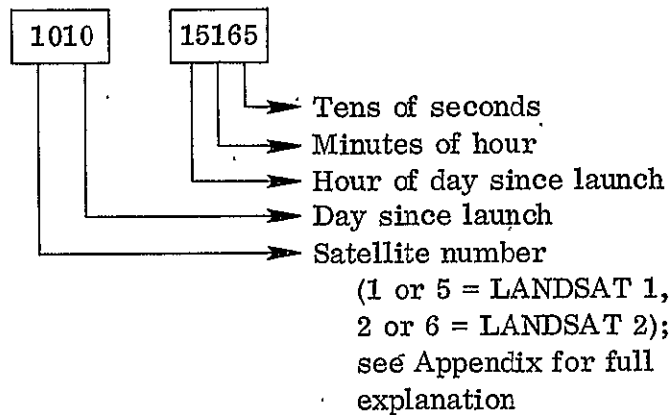 1010 15165
Tens of seconds
Minutes of hour
Hour of day since launch
Day since launch
Satellite number
(1 or 5 = LANDSAT 1,
2 or 6 = LANDSAT 2);
see Appendix for full
explanation